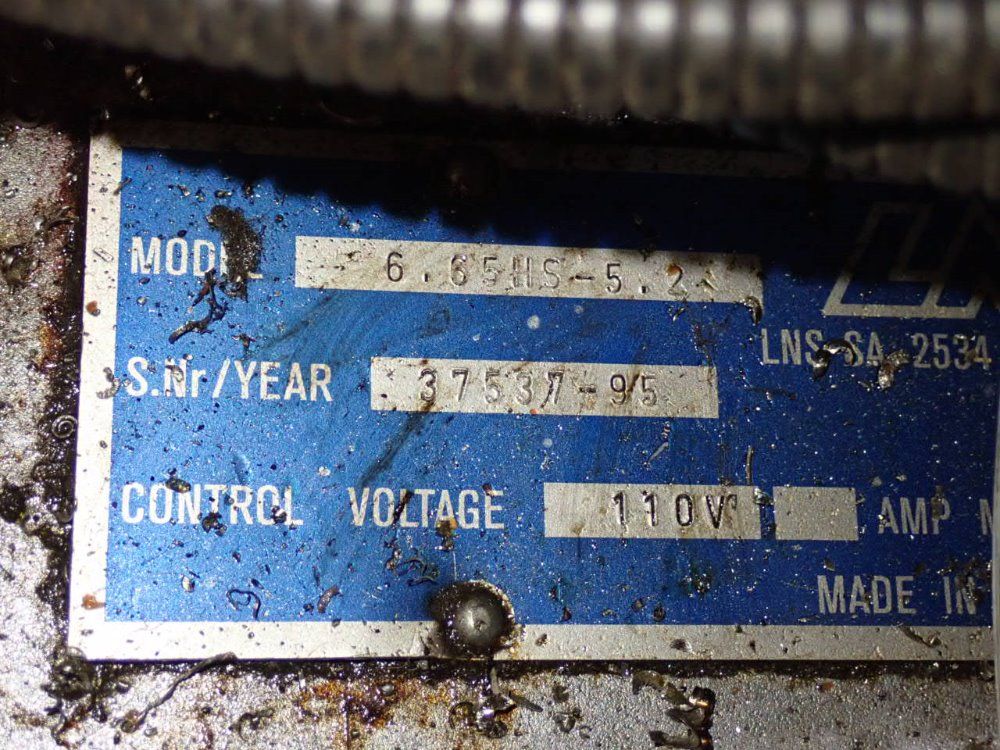 MODEL 6.65HS-5.2
LNS SA 2534
S.Nr/YEAR 37537-95
CONTROL VOLTAGE 110V AMP
MADE IN